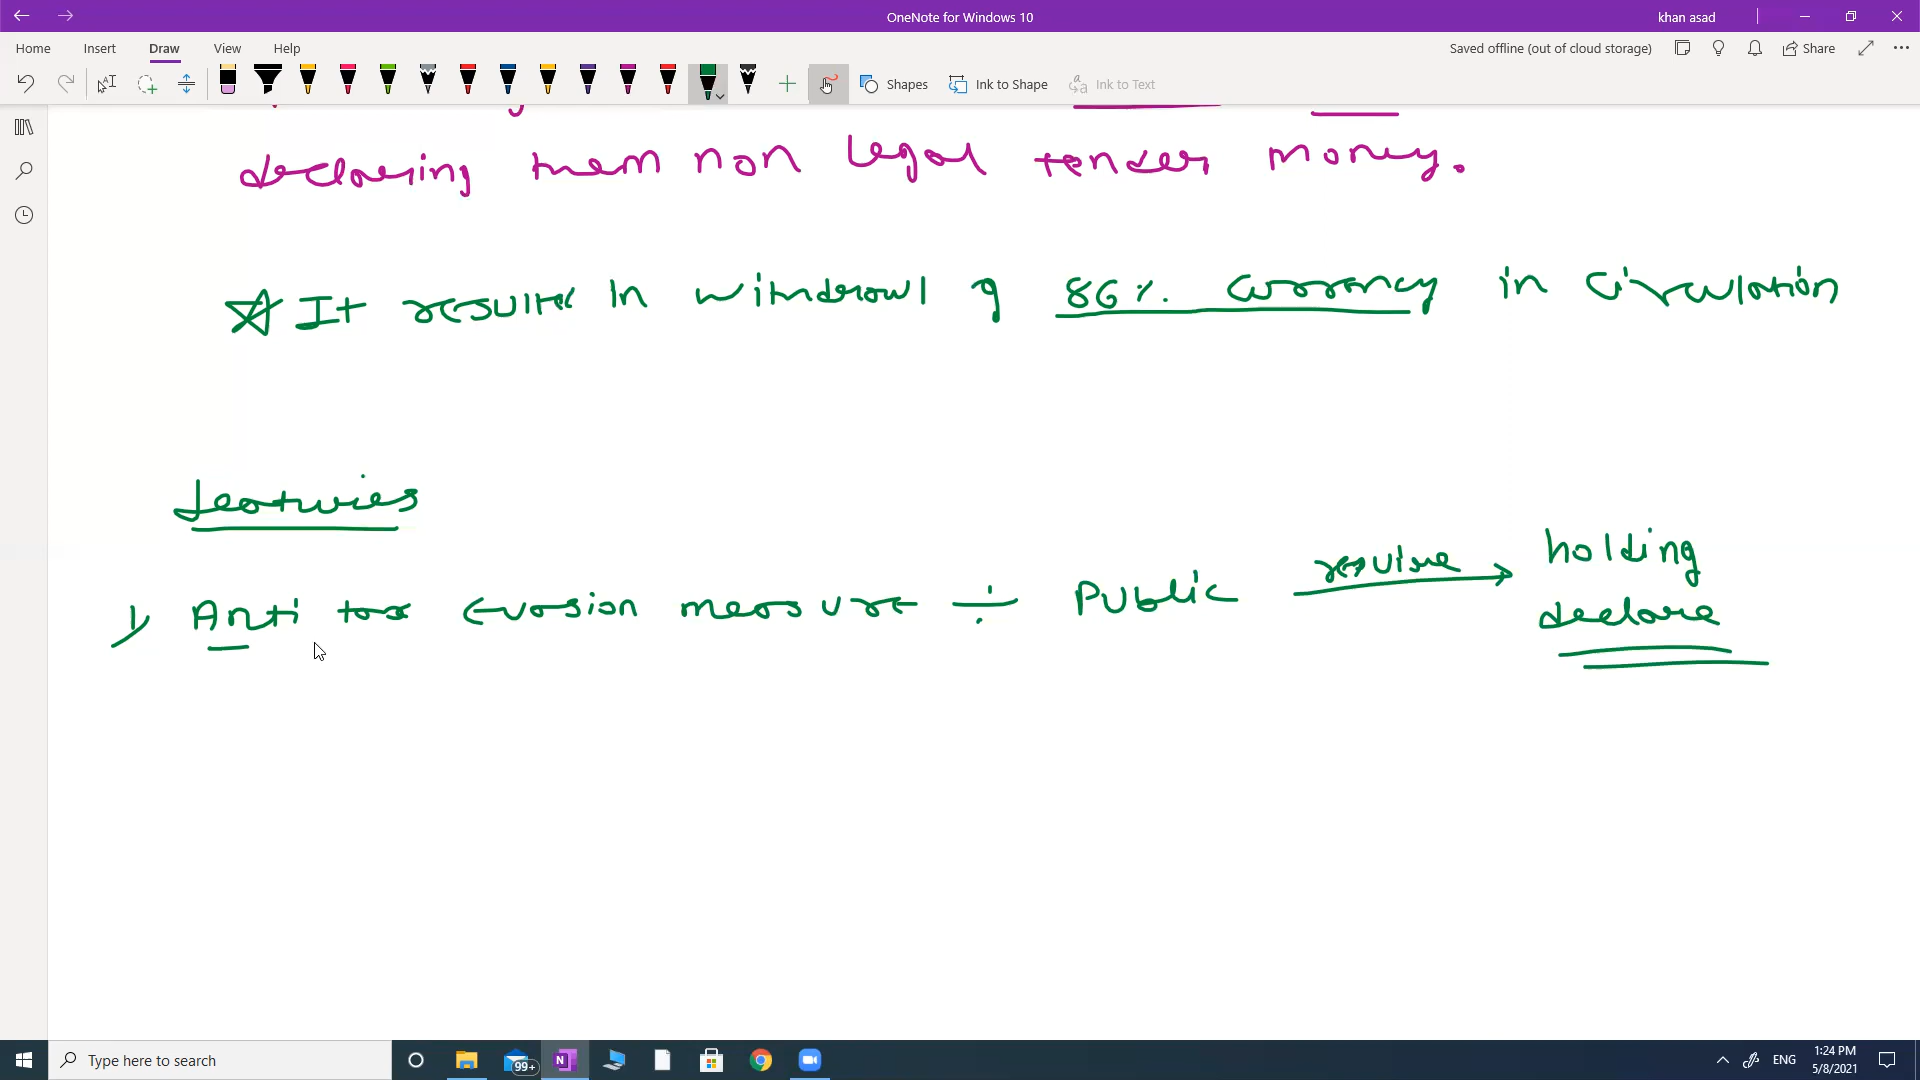 OneNote for Windows 10
khan asad
Home Insert Draw View Help
Saved offline (out of cloud storage) Share
Shapes Ink to Shape Ink to Text
declaring them non legal tender money.
It resulted in withdrawl of 86% currency in circulation
features
1) Anti tax evasion measure ÷ Public require → holding
declare
Type here to search
99+
ENG
1:24 PM
5/8/2021